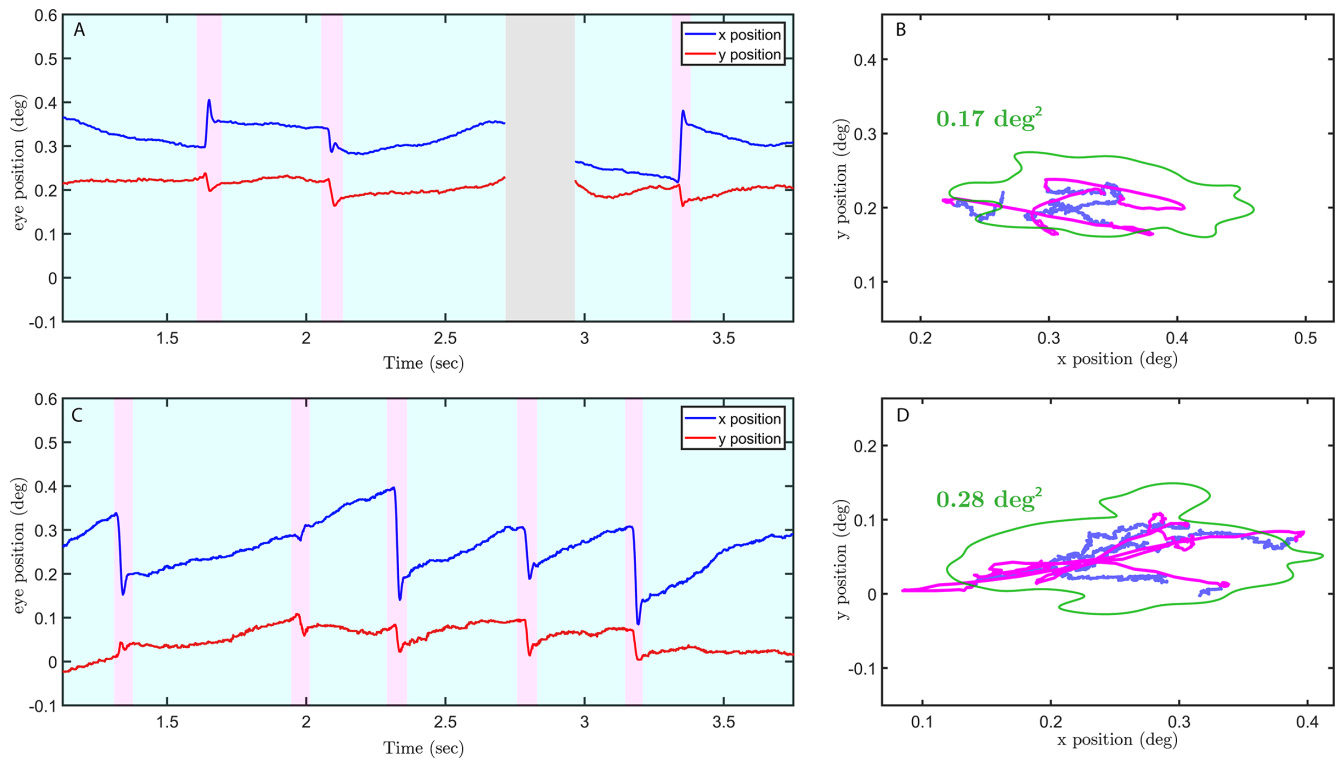 A
x position
y position
0.6
0.5
0.4
0.3
0.2
0.1
0
-0.1
eye position (deg)
1.5
2
2.5
3
3.5
Time (sec)
B
0.17 deg²
0.4
0.3
0.2
0.1
y position (deg)
0.2
0.3
0.4
0.5
x position (deg)
C
x position
y position
0.6
0.5
0.4
0.3
0.2
0.1
0
-0.1
eye position (deg)
1.5
2
2.5
3
3.5
Time (sec)
D
0.28 deg²
0.2
0.1
0
-0.1
y position (deg)
0.1
0.2
0.3
0.4
x position (deg)